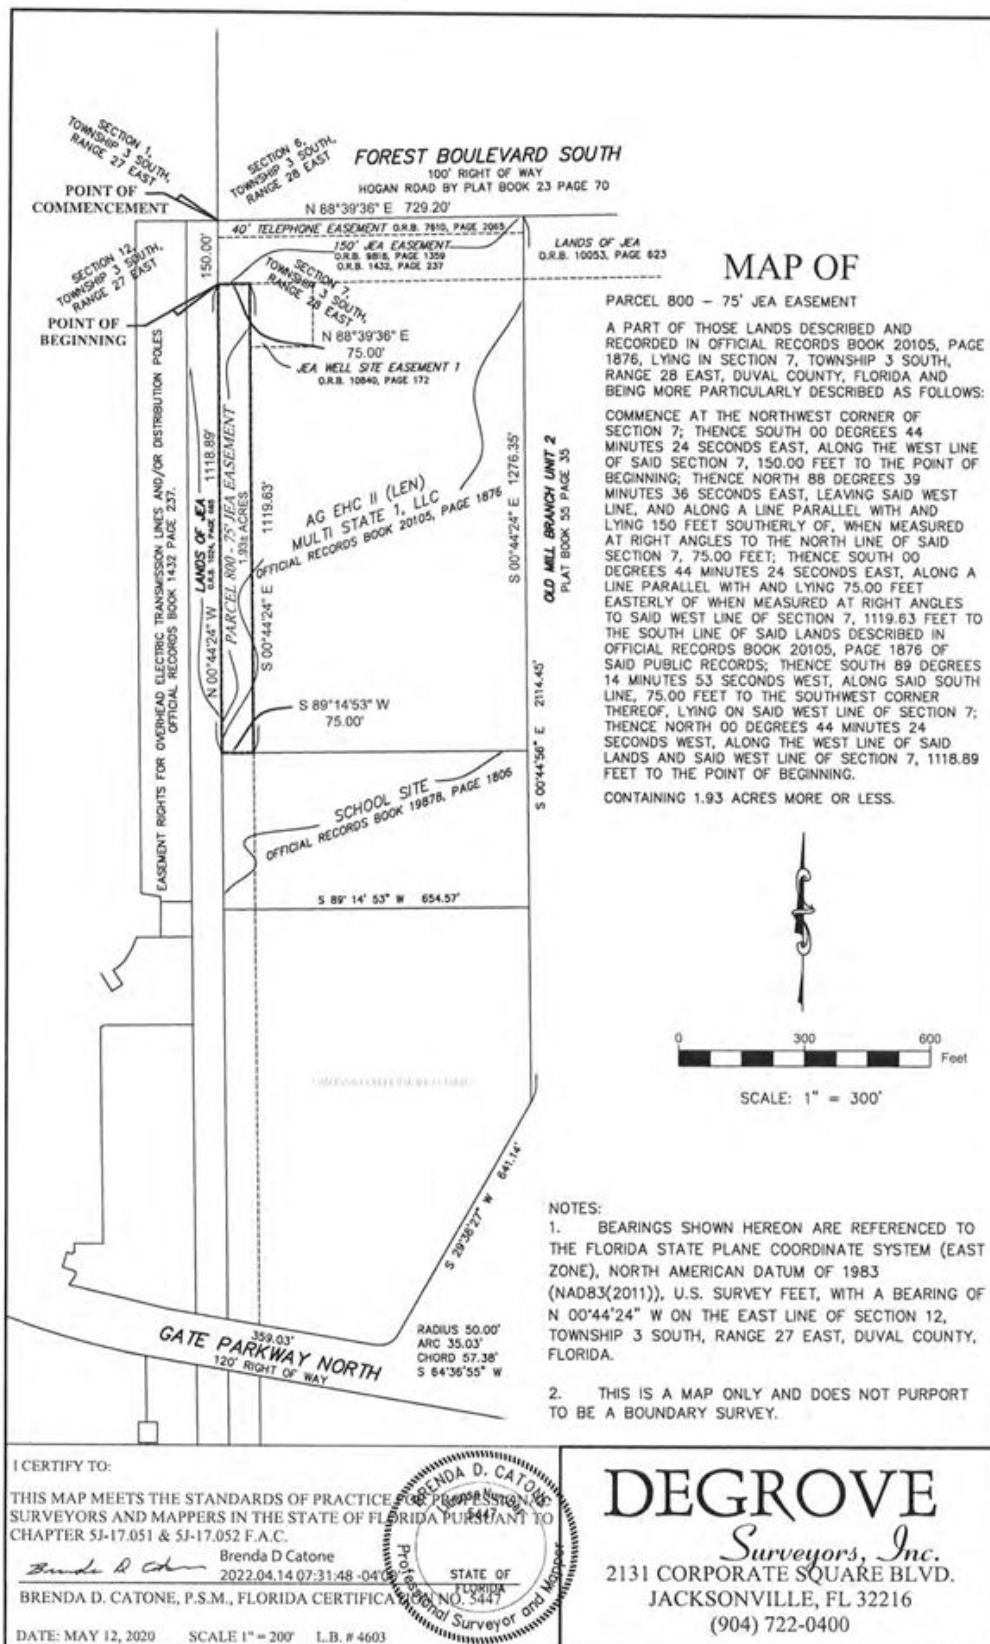 SECTION 1,
TOWNSHIP 3 SOUTH,
RANGE 27 EAST
SECTION 6,
TOWNSHIP 3 SOUTH,
RANGE 28 EAST
FOREST BOULEVARD SOUTH
100' RIGHT OF WAY
HOGAN ROAD BY PLAT BOOK 23 PAGE 70
POINT OF
COMMENCEMENT
N 88°39'36" E 729.20'
40' TELEPHONE EASEMENT O.R.B. 7610, PAGE 2065
150' JEA EASEMENT
O.R.B. 9818, PAGE 1359
O.R.B. 1432, PAGE 237
LANDS OF JEA
O.R.B. 10053, PAGE 623
150.00'
SECTION 12,
TOWNSHIP 3 SOUTH,
RANGE 27 EAST
SECTION 7,
TOWNSHIP 3 SOUTH,
RANGE 28 EAST
POINT OF
BEGINNING
N 88°39'36" E
75.00'
JEA WELL SITE EASEMENT 1
O.R.B. 10840, PAGE 172
EASEMENT RIGHTS FOR OVERHEAD ELECTRIC TRANSMISSION LINES AND/OR DISTRIBUTION POLES
OFFICIAL RECORDS BOOK 1432 PAGE 237.
LANDS OF JEA
N 00°44'24" W 1118.89'
PARCEL 800 - 75' JEA EASEMENT
1.93± ACRES
S 00°44'24" E 1119.63'
AG EHC II (LEN)
MULTI STATE 1, LLC
OFFICIAL RECORDS BOOK 20105, PAGE 1876
S 00°44'24" E 1276.35'
OLD MILL BRANCH UNIT 2
PLAT BOOK 55 PAGE 35
S 00°44'56" E 2114.45'
S 89°14'53" W
75.00'
SCHOOL SITE
OFFICIAL RECORDS BOOK 19878, PAGE 1806
S 89° 14' 53" W 654.57'
S 29°38'27" W 641.14'
GATE PARKWAY NORTH
359.03'
120' RIGHT OF WAY
RADIUS 50.00'
ARC 35.03'
CHORD 57.38'
S 64°36'55" W
MAP OF
PARCEL 800 – 75' JEA EASEMENT
A PART OF THOSE LANDS DESCRIBED AND
RECORDED IN OFFICIAL RECORDS BOOK 20105, PAGE
1876, LYING IN SECTION 7, TOWNSHIP 3 SOUTH,
RANGE 28 EAST, DUVAL COUNTY, FLORIDA AND
BEING MORE PARTICULARLY DESCRIBED AS FOLLOWS:
COMMENCE AT THE NORTHWEST CORNER OF
SECTION 7; THENCE SOUTH 00 DEGREES 44
MINUTES 24 SECONDS EAST, ALONG THE WEST LINE
OF SAID SECTION 7, 150.00 FEET TO THE POINT OF
BEGINNING; THENCE NORTH 88 DEGREES 39
MINUTES 36 SECONDS EAST, LEAVING SAID WEST
LINE, AND ALONG A LINE PARALLEL WITH AND
LYING 150 FEET SOUTHERLY OF, WHEN MEASURED
AT RIGHT ANGLES TO THE NORTH LINE OF SAID
SECTION 7, 75.00 FEET; THENCE SOUTH 00
DEGREES 44 MINUTES 24 SECONDS EAST, ALONG A
LINE PARALLEL WITH AND LYING 75.00 FEET
EASTERLY OF WHEN MEASURED AT RIGHT ANGLES
TO SAID WEST LINE OF SECTION 7, 1119.63 FEET TO
THE SOUTH LINE OF SAID LANDS DESCRIBED IN
OFFICIAL RECORDS BOOK 20105, PAGE 1876 OF
SAID PUBLIC RECORDS; THENCE SOUTH 89 DEGREES
14 MINUTES 53 SECONDS WEST, ALONG SAID SOUTH
LINE, 75.00 FEET TO THE SOUTHWEST CORNER
THEREOF, LYING ON SAID WEST LINE OF SECTION 7;
THENCE NORTH 00 DEGREES 44 MINUTES 24
SECONDS WEST, ALONG THE WEST LINE OF SAID
LANDS AND SAID WEST LINE OF SECTION 7, 1118.89
FEET TO THE POINT OF BEGINNING.
CONTAINING 1.93 ACRES MORE OR LESS.
0 300 600
Feet
SCALE: 1" = 300'
NOTES:
1. BEARINGS SHOWN HEREON ARE REFERENCED TO
THE FLORIDA STATE PLANE COORDINATE SYSTEM (EAST
ZONE), NORTH AMERICAN DATUM OF 1983
(NAD83(2011)), U.S. SURVEY FEET, WITH A BEARING OF
N 00°44'24" W ON THE EAST LINE OF SECTION 12,
TOWNSHIP 3 SOUTH, RANGE 27 EAST, DUVAL COUNTY,
FLORIDA.
2. THIS IS A MAP ONLY AND DOES NOT PURPORT
TO BE A BOUNDARY SURVEY.
I CERTIFY TO:
THIS MAP MEETS THE STANDARDS OF PRACTICE FOR PROFESSIONAL
SURVEYORS AND MAPPERS IN THE STATE OF FLORIDA PURSUANT TO
CHAPTER 5J-17.051 & 5J-17.052 F.A.C.
Brenda D Catone
2022.04.14 07:31:48 -04'00'
BRENDA D. CATONE, P.S.M., FLORIDA CERTIFICATION NO. 5447
DATE: MAY 12, 2020 SCALE 1" = 200' L.B. # 4603
BRENDA D. CATONE
License Number
5447
STATE OF
FLORIDA
Professional Surveyor and Mapper
DEGROVE
Surveyors, Inc.
2131 CORPORATE SQUARE BLVD.
JACKSONVILLE, FL 32216
(904) 722-0400